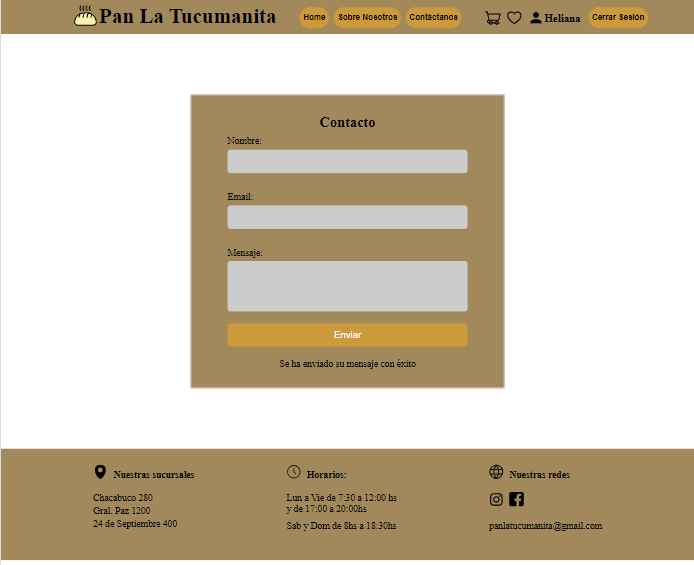 Pan La Tucumanita
Home
Sobre Nosotros
Contáctanos
Heliana
Cerrar Sesión
Contacto
Nombre:
Email:
Mensaje:
Enviar
Se ha enviado su mensaje con éxito
Nuestras sucursales
Chacabuco 280
Gral. Paz 1200
24 de Septiembre 400
Horarios:
Lun a Vie de 7:30 a 12:00 hs
y de 17:00 a 20:00hs
Sab y Dom de 8hs a 18:30hs
Nuestras redes
panlatucumanita@gmail.com